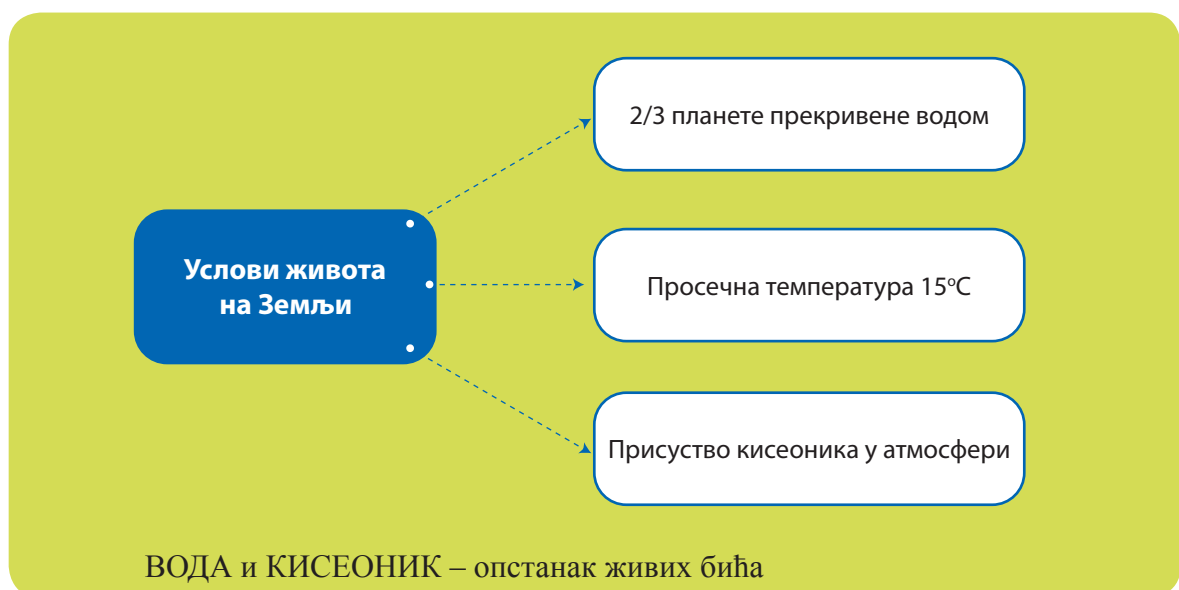 2/3 планете прекривене водом
Услови живота
на Земљи
Просечна температура 15°C
Присуство кисеоника у атмосфери
ВОДА и КИСЕОНИК – опстанак живих бића